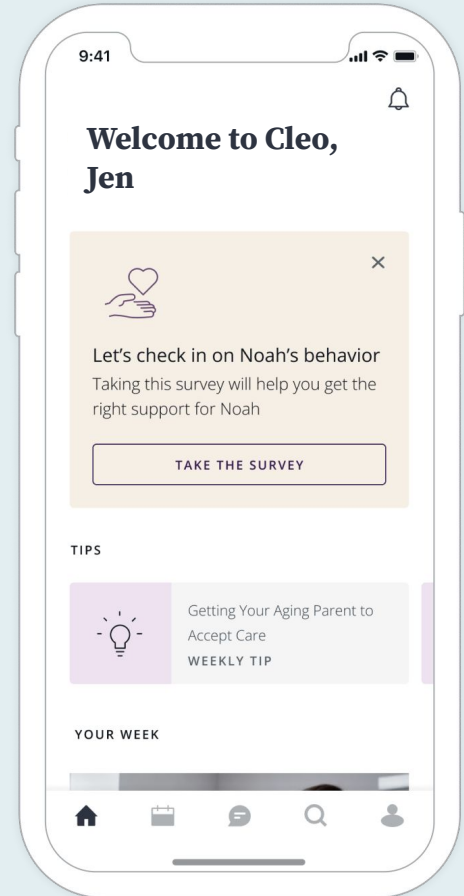 9:41
Welcome to Cleo,
Jen
Let’s check in on Noah’s behavior
Taking this survey will help you get the
right support for Noah
TAKE THE SURVEY
TIPS
Getting Your Aging Parent to
Accept Care
WEEKLY TIP
YOUR WEEK